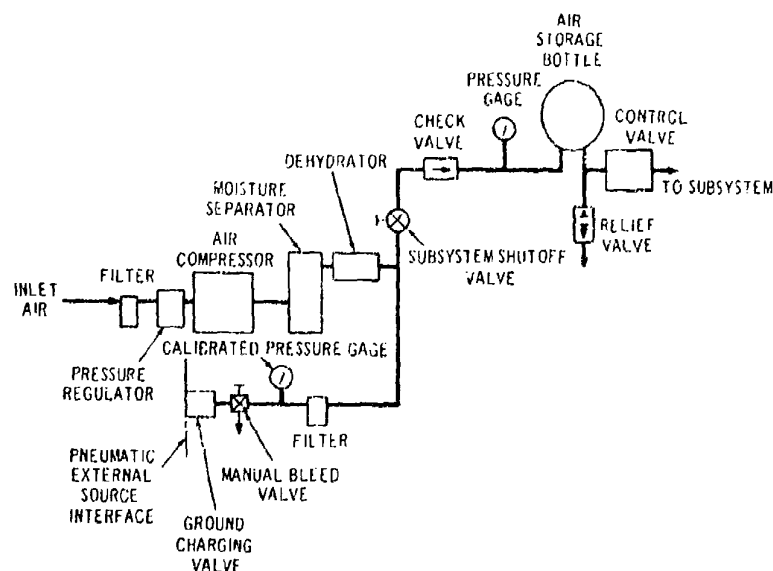 AIR
STORAGE
BOTTLE
PRESSURE
GAGE
CHECK
VALVE
CONTROL
VALVE
TO SUBSYSTEM
DEHYDRATOR
MOISTURE
SEPARATOR
RELIEF
VALVE
SUBSYSTEM SHUTOFF
VALVE
AIR
COMPRESSOR
FILTER
INLET
AIR
CALIBRATED PRESSURE GAGE
PRESSURE
REGULATOR
FILTER
PNEUMATIC
EXTERNAL
SOURCE
INTERFACE
MANUAL BLEED
VALVE
GROUND
CHARGING
VALVE